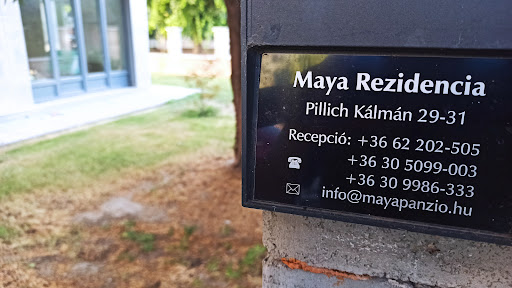 Maya Rezidencia
Pillich Kálmán 29-31
Recepció: +36 62 202-505
+36 30 5099-003
+36 30 9986-333
info@mayapanzio.hu